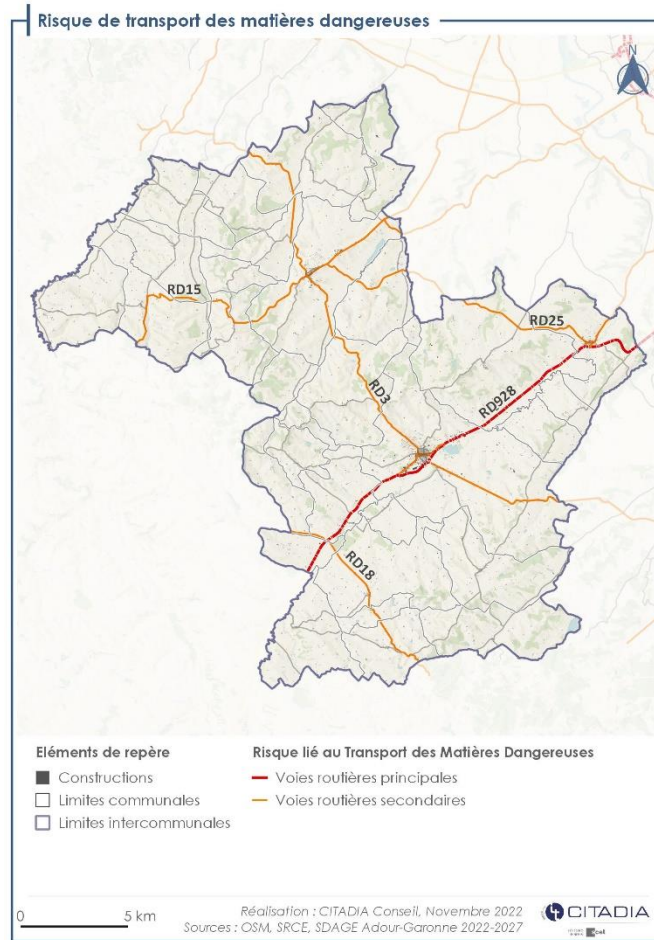 Risque de transport des matières dangereuses
N
RD15
RD25
RD3
RD928
RD18
Eléments de repère
Constructions
Limites communales
Limites intercommunales
Risque lié au Transport des Matières Dangereuses
Voies routières principales
Voies routières secondaires
0 5 km
Réalisation : CITADIA Conseil, Novembre 2022
Sources : OSM, SRCE, SDAGE Adour-Garonne 2022-2027
CITADIA